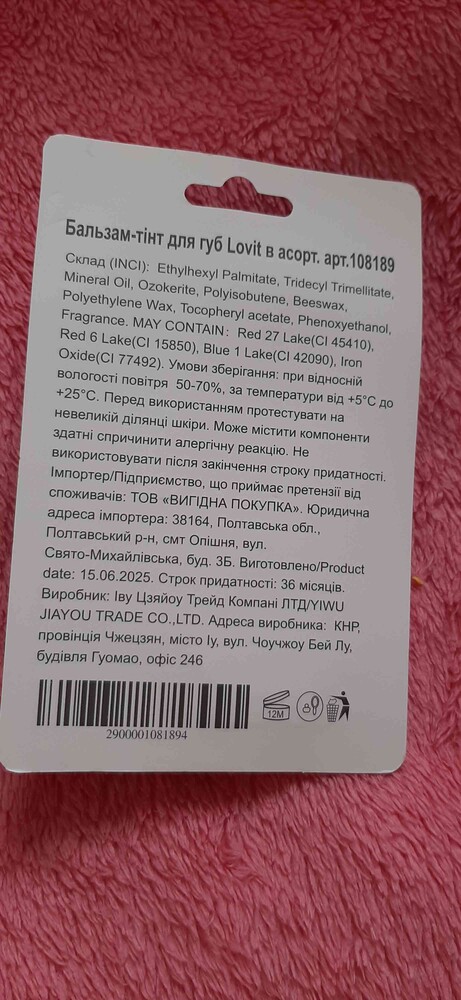 Бальзам-тінт для губ Lovit в асорт. арт.108189
Склад (INCI): Ethylhexyl Palmitate, Tridecyl Trimellitate,
Mineral Oil, Ozokerite, Polyisobutene, Beeswax,
Polyethylene Wax, Tocopheryl acetate, Phenoxyethanol,
Fragrance. MAY CONTAIN: Red 27 Lake(CI 45410),
Red 6 Lake(CI 15850), Blue 1 Lake(CI 42090), Iron
Oxide(CI 77492). Умови зберігання: при відносній
вологості повітря 50-70%, за температури від +5°С до
+25°С. Перед використанням протестувати на
невеликій ділянці шкіри. Може містити компоненти
здатні спричинити алергічну реакцію. Не
використовувати після закінчення строку придатності.
Імпортер/Підприємство, що приймає претензії від
споживачів: ТОВ «ВИГІДНА ПОКУПКА». Юридична
адреса імпортера: 38164, Полтавська обл.,
Полтавський р-н, смт Опішня, вул.
Свято-Михайлівська, буд. 3Б. Виготовлено/Product
date: 15.06.2025. Строк придатності: 36 місяців.
Виробник: Іву Цзяйоу Трейд Компані ЛТД/YIWU
JIAYOU TRADE CO.,LTD. Адреса виробника: КНР,
провінція Чжецзян, місто Іу, вул. Чоучжоу Бей Лу,
будівля Гуомао, офіс 246
2900001081894
12M